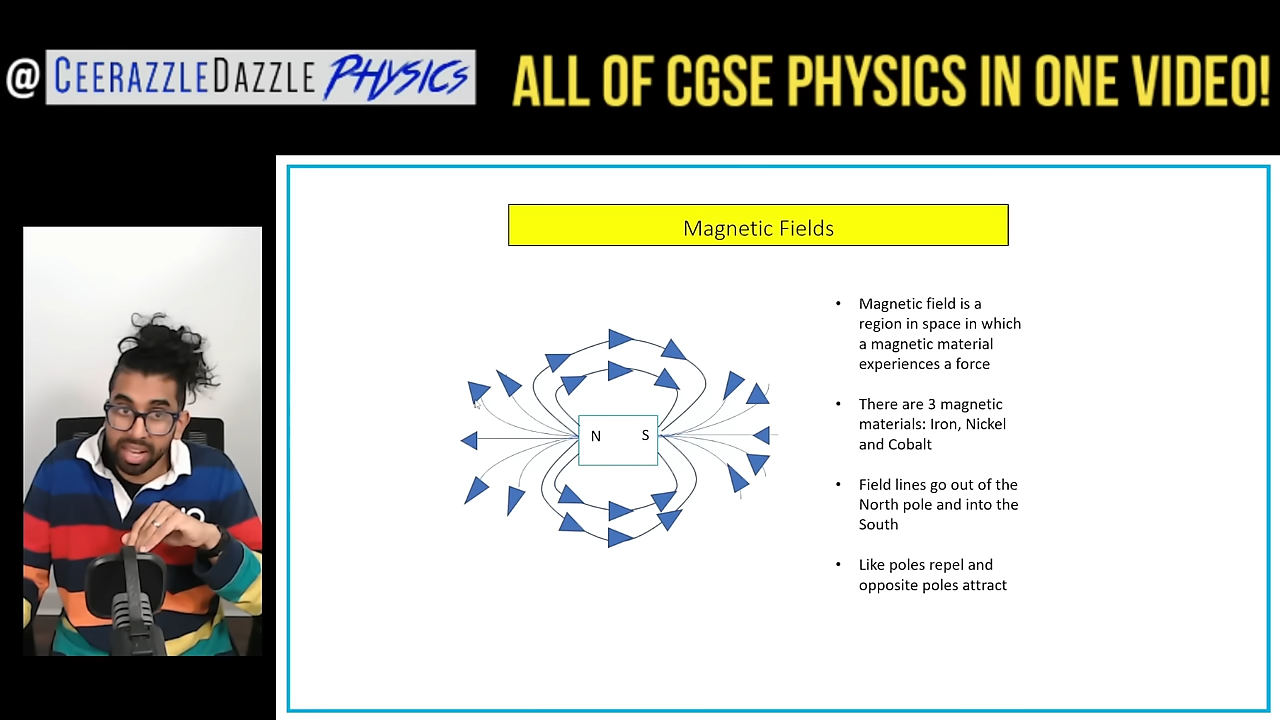 @ CEERAZZLEDAZZLE PHYSICS
ALL OF CGSE PHYSICS IN ONE VIDEO!
Magnetic Fields
N S
• Magnetic field is a
region in space in which
a magnetic material
experiences a force
• There are 3 magnetic
materials: Iron, Nickel
and Cobalt
• Field lines go out of the
North pole and into the
South
• Like poles repel and
opposite poles attract